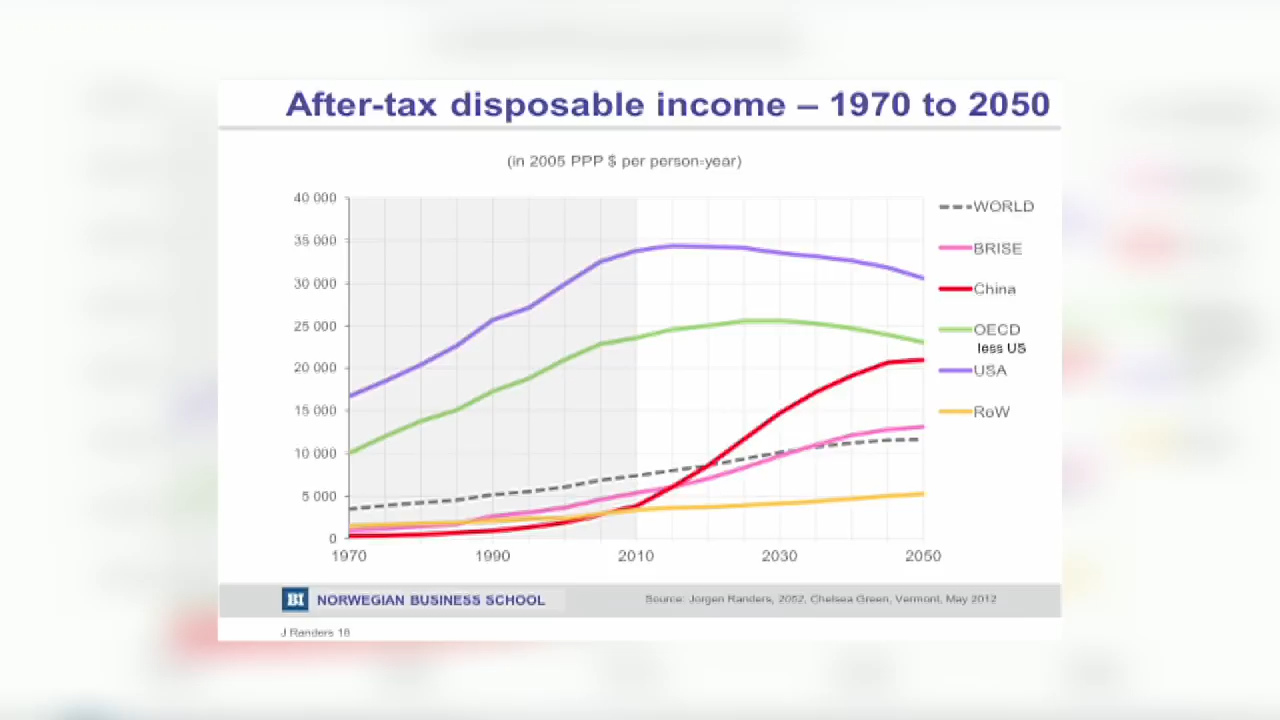 After-tax disposable income – 1970 to 2050
(in 2005 PPP $ per person-year)
40 000
35 000
30 000
25 000
20 000
15 000
10 000
5 000
0
1970 1990 2010 2030 2050
WORLD
BRISE
China
OECD
less US
USA
RoW
BI NORWEGIAN BUSINESS SCHOOL
Source: Jorgen Randers, 2052, Chelsea Green, Vermont, May 2012
J Randers 18